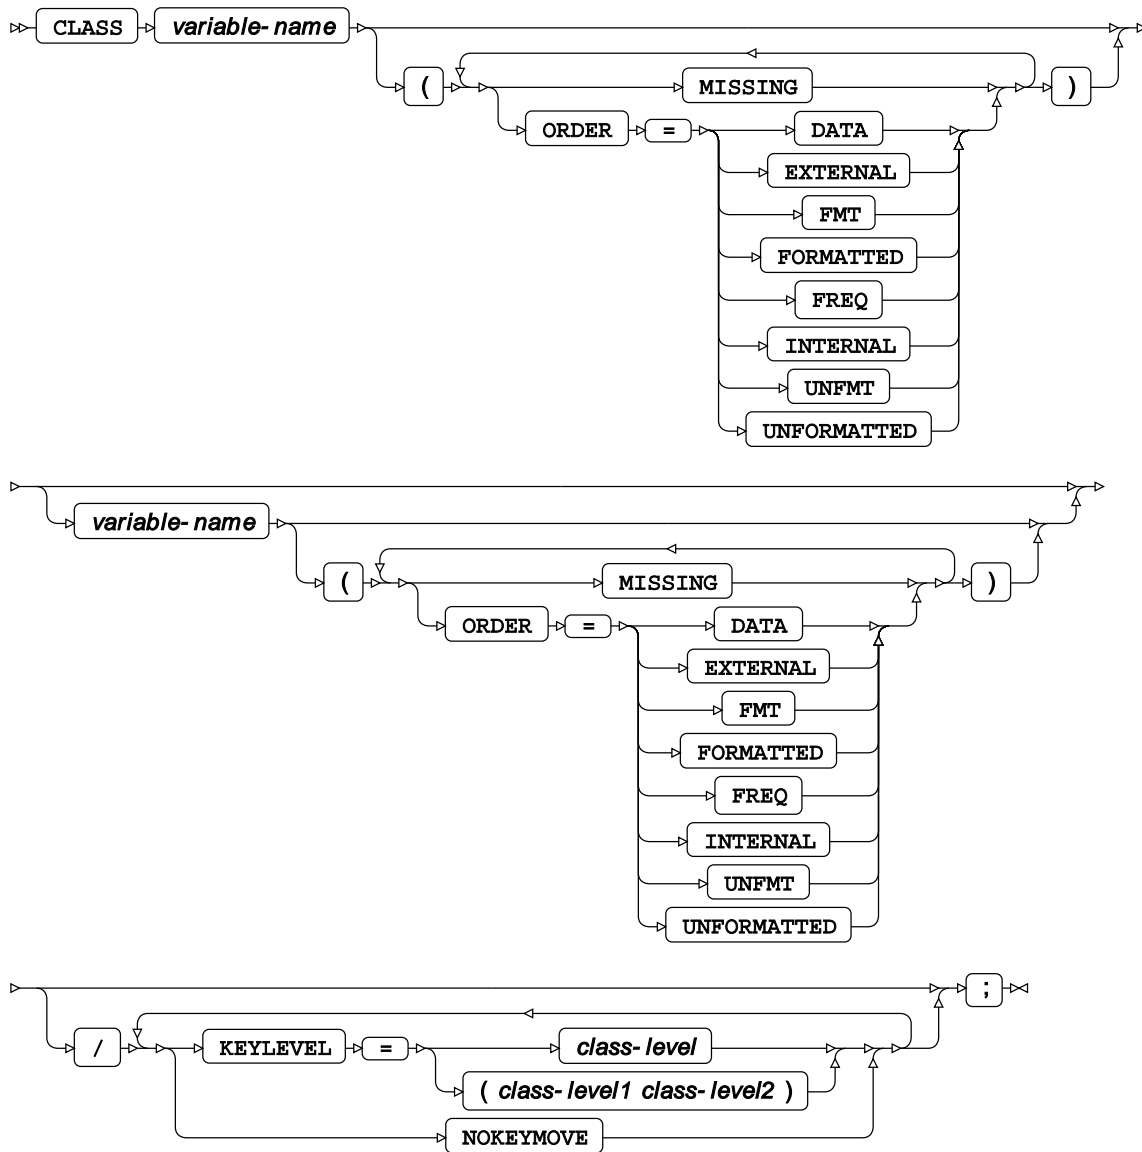 CLASS variable-name
( MISSING )
ORDER = DATA
EXTERNAL
FMT
FORMATTED
FREQ
INTERNAL
UNFMT
UNFORMATTED
variable-name
( MISSING )
ORDER = DATA
EXTERNAL
FMT
FORMATTED
FREQ
INTERNAL
UNFMT
UNFORMATTED
;
/ KEYLEVEL = class-level
( class-level1 class-level2 )
NOKEYMOVE